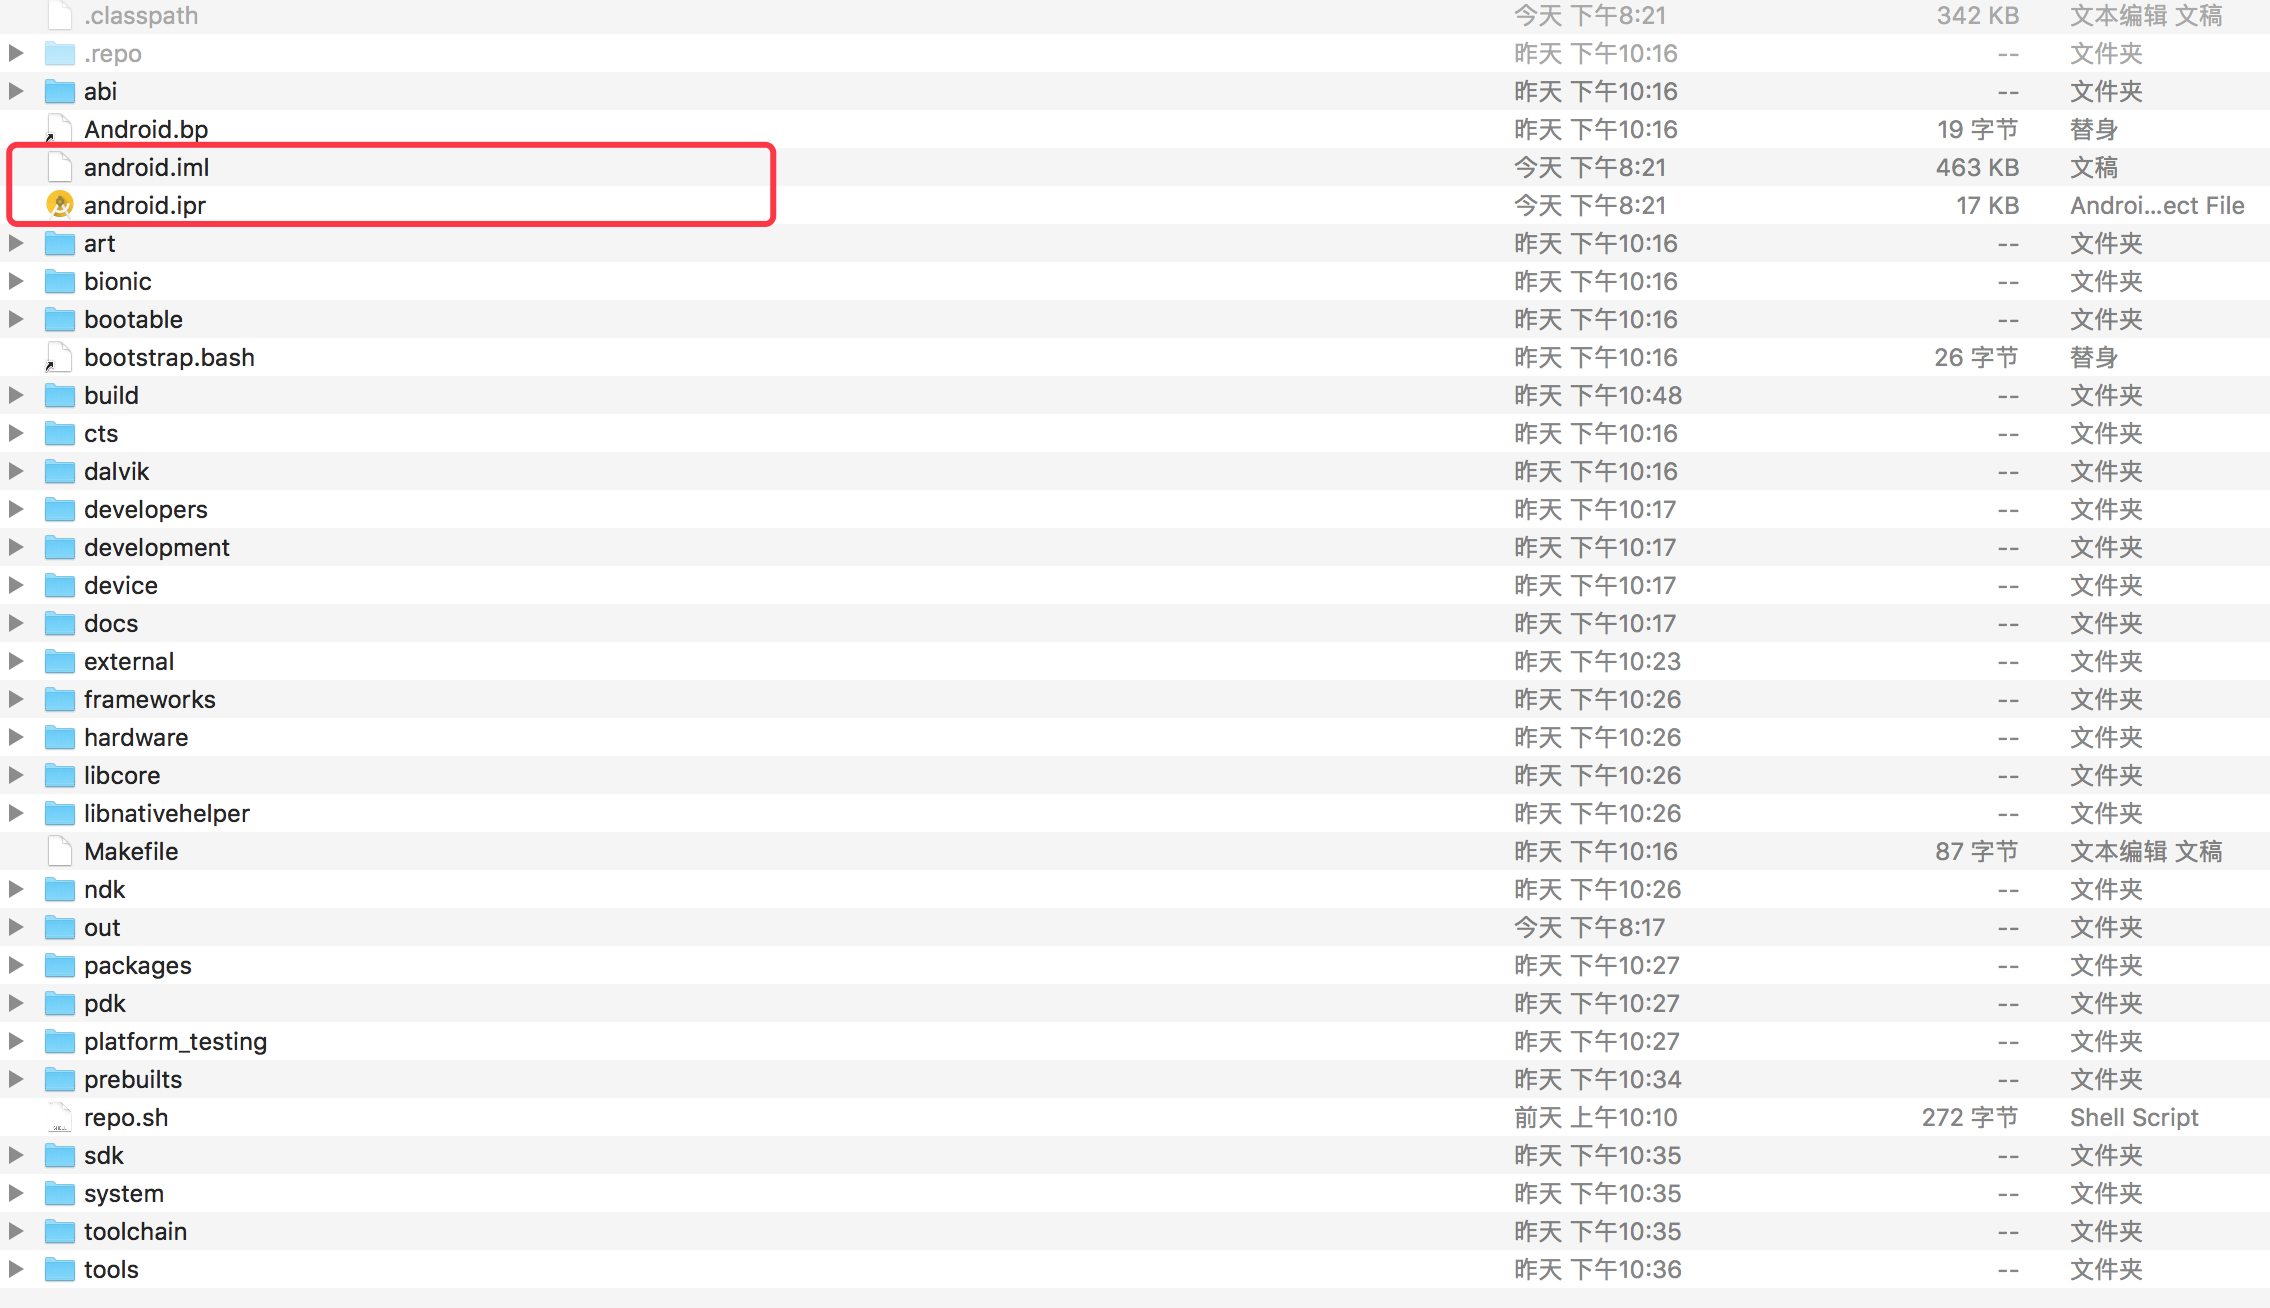 .classpath 今天 下午8:21 342 KB 文本编辑 文稿
.repo 昨天 下午10:16 -- 文件夹
abi 昨天 下午10:16 -- 文件夹
Android.bp 昨天 下午10:16 19 字节 替身
android.iml 今天 下午8:21 463 KB 文稿
android.ipr 今天 下午8:21 17 KB Androi...ect File
art 昨天 下午10:16 -- 文件夹
bionic 昨天 下午10:16 -- 文件夹
bootable 昨天 下午10:16 -- 文件夹
bootstrap.bash 昨天 下午10:16 26 字节 替身
build 昨天 下午10:48 -- 文件夹
cts 昨天 下午10:16 -- 文件夹
dalvik 昨天 下午10:16 -- 文件夹
developers 昨天 下午10:17 -- 文件夹
development 昨天 下午10:17 -- 文件夹
device 昨天 下午10:17 -- 文件夹
docs 昨天 下午10:17 -- 文件夹
external 昨天 下午10:23 -- 文件夹
frameworks 昨天 下午10:26 -- 文件夹
hardware 昨天 下午10:26 -- 文件夹
libcore 昨天 下午10:26 -- 文件夹
libnativehelper 昨天 下午10:26 -- 文件夹
Makefile 昨天 下午10:16 87 字节 文本编辑 文稿
ndk 昨天 下午10:26 -- 文件夹
out 今天 下午8:17 -- 文件夹
packages 昨天 下午10:27 -- 文件夹
pdk 昨天 下午10:27 -- 文件夹
platform_testing 昨天 下午10:27 -- 文件夹
prebuilts 昨天 下午10:34 -- 文件夹
repo.sh 前天 上午10:10 272 字节 Shell Script
sdk 昨天 下午10:35 -- 文件夹
system 昨天 下午10:35 -- 文件夹
toolchain 昨天 下午10:35 -- 文件夹
tools 昨天 下午10:36 -- 文件夹